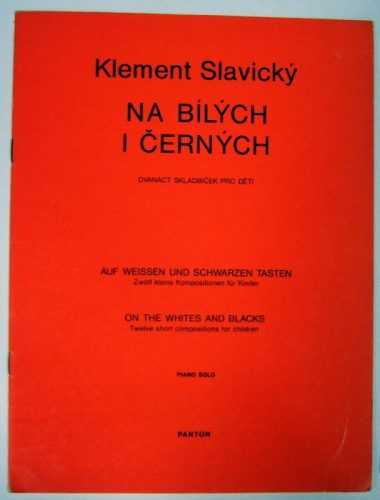 Klement Slavický
NA BÍLÝCH
I ČERNÝCH
DVANÁCT SKLADBIČEK PRO DĚTI
AUF WEISSEN UND SCHWARZEN TASTEN
Zwölf kleine Kompositionen für Kinder
ON THE WHITES AND BLACKS
Twelve short compositions for children
PIANO SOLO
PANTON